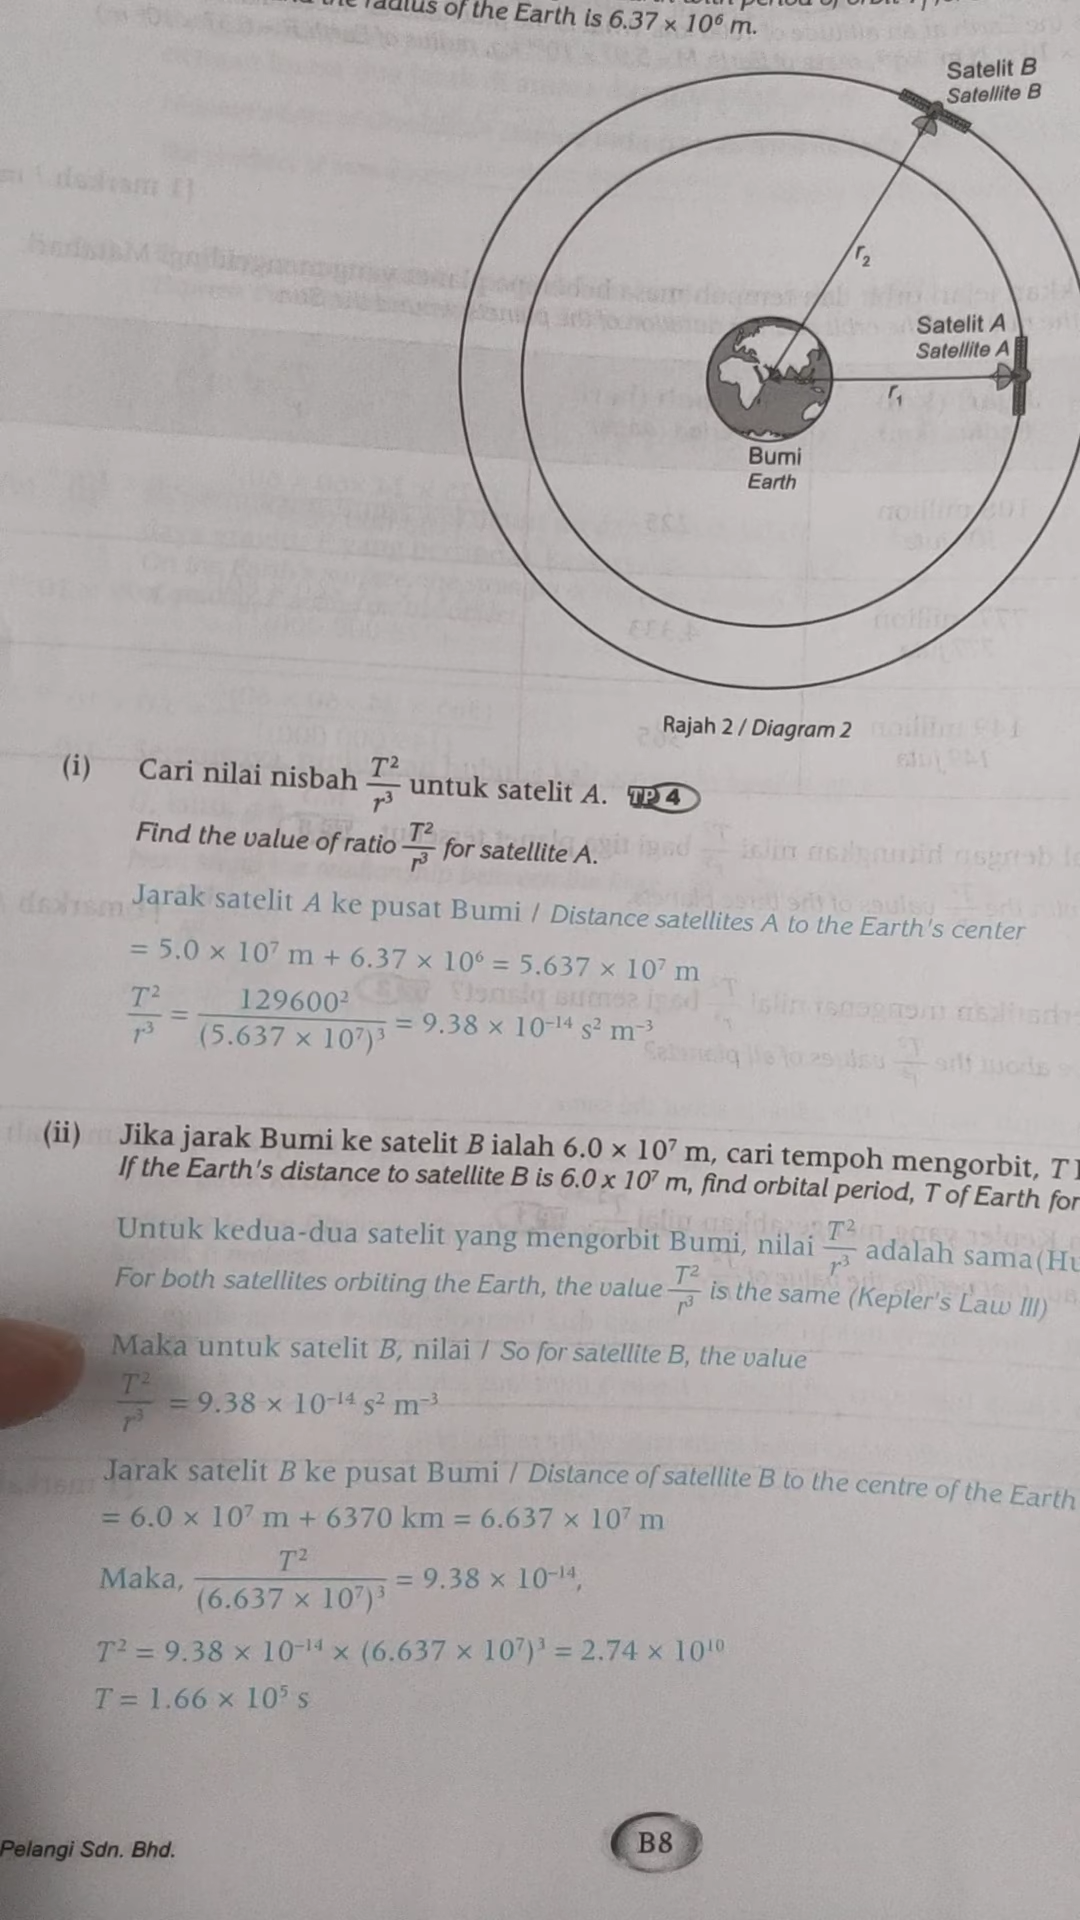 the radius of the Earth is 6.37 × 10⁶ m.
Satelit B
Satellite B
r₂
Satelit A
Satellite A
r₁
Bumi
Earth
Rajah 2 / Diagram 2
(i) Cari nilai nisbah T²/r³ untuk satelit A. TP 4
Find the value of ratio T²/r³ for satellite A.
Jarak satelit A ke pusat Bumi / Distance satellites A to the Earth's center
= 5.0 × 10⁷ m + 6.37 × 10⁶ = 5.637 × 10⁷ m
T²/r³ = 129600²/(5.637 × 10⁷)³ = 9.38 × 10⁻¹⁴ s² m⁻³
(ii) Jika jarak Bumi ke satelit B ialah 6.0 × 10⁷ m, cari tempoh mengorbit, T
If the Earth's distance to satellite B is 6.0 x 10⁷ m, find orbital period, T of Earth for
Untuk kedua-dua satelit yang mengorbit Bumi, nilai T²/r³ adalah sama (Hu
For both satellites orbiting the Earth, the value T²/r³ is the same (Kepler's Law III)
Maka untuk satelit B, nilai / So for satellite B, the value
T²/r³ = 9.38 × 10⁻¹⁴ s² m⁻³
Jarak satelit B ke pusat Bumi / Distance of satellite B to the centre of the Earth
= 6.0 × 10⁷ m + 6370 km = 6.637 × 10⁷ m
Maka, T²/(6.637 × 10⁷)³ = 9.38 × 10⁻¹⁴,
T² = 9.38 × 10⁻¹⁴ × (6.637 × 10⁷)³ = 2.74 × 10¹⁰
T = 1.66 × 10⁵ s
Pelangi Sdn. Bhd.
B8